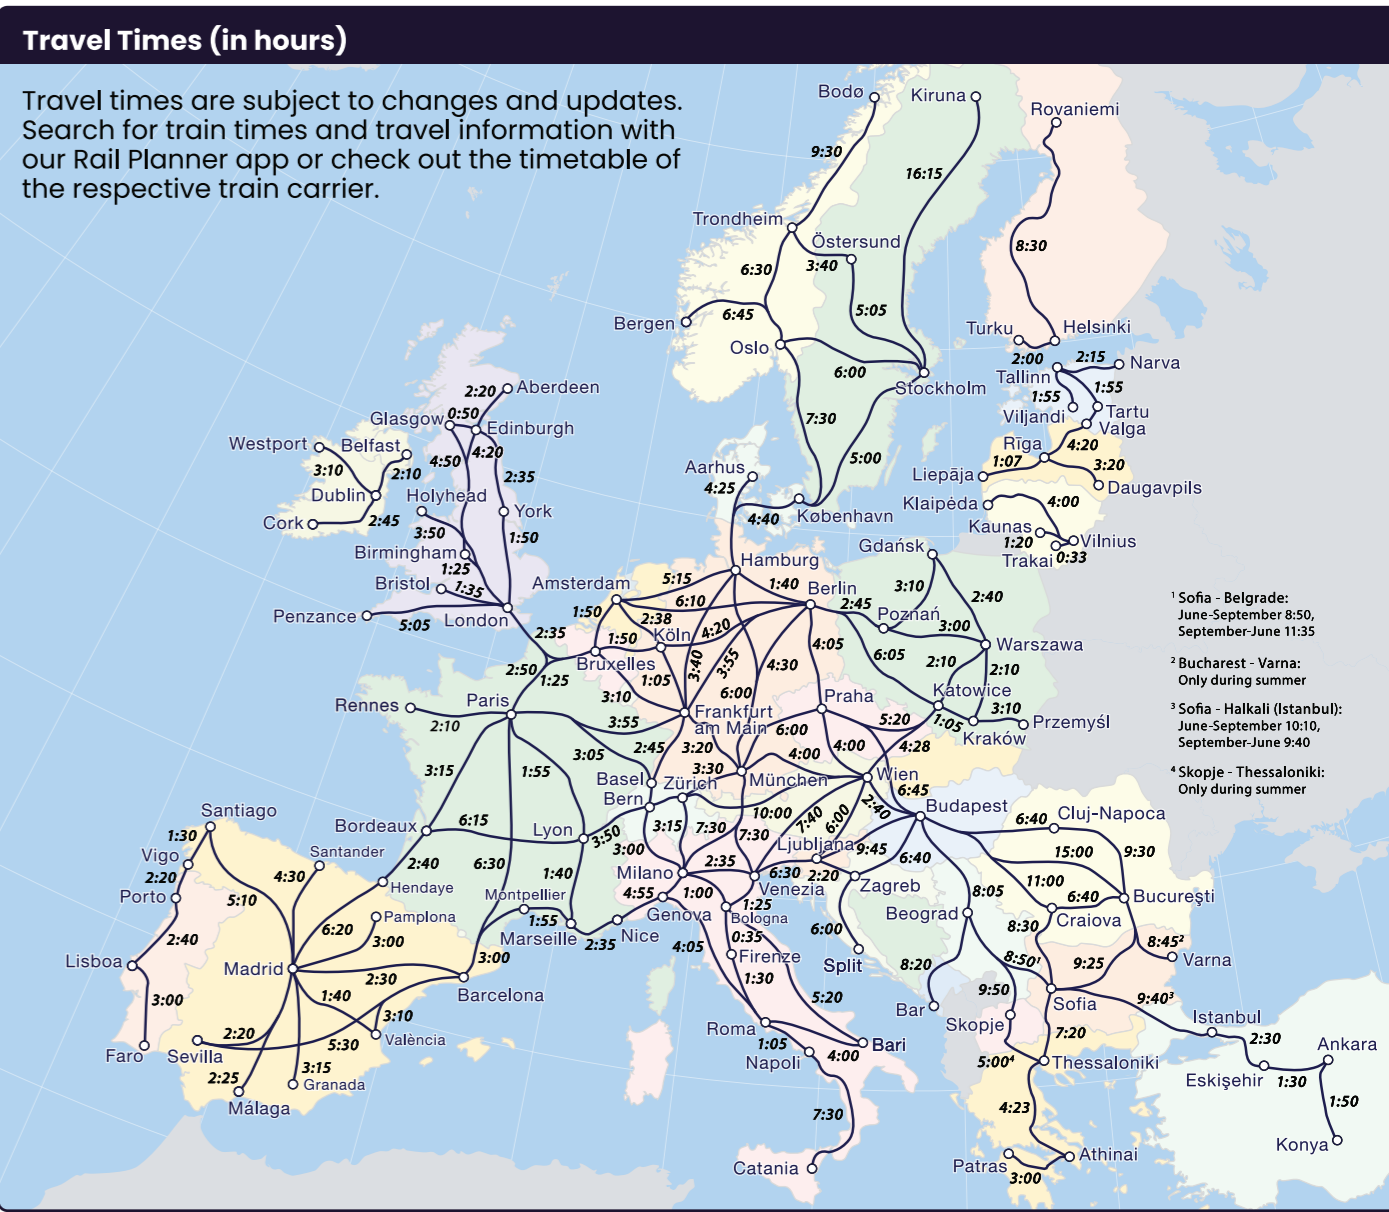 Travel Times (in hours)
Travel times are subject to changes and updates.
Search for train times and travel information with
our Rail Planner app or check out the timetable of
the respective train carrier.
Bodø
Kiruna
Rovaniemi
9:30
16:15
Trondheim
Östersund
8:30
6:30
3:40
6:45
5:05
Bergen
Oslo
Turku
Helsinki
6:00
Stockholm
2:00
2:15
Narva
Tallinn
1:55
1:55
Viljandi
Tartu
Valga
2:20
Aberdeen
Glasgow
0:50
Edinburgh
7:30
5:00
Westport
Belfast
3:10
2:10
4:50
4:20
2:35
Rīga
4:20
Liepāja
1:07
3:20
Daugavpils
Aarhus
4:25
Dublin
Holyhead
York
Cork
2:45
3:50
1:50
4:40
København
Klaipėda
4:00
Kaunas
1:20
Vilnius
Trakai
0:33
Birmingham
1:25
Gdańsk
Hamburg
Bristol
1:35
Amsterdam
5:15
1:40
Berlin
3:10
2:40
Penzance
5:05
London
1:50
6:10
2:45
Poznań
2:35
1:50
2:38
Köln
4:20
4:05
3:00
Warszawa
2:50
Bruxelles
3:40
3:55
4:30
6:05
2:10
2:10
1:25
1:05
3:10
6:00
Praha
Katowice
3:10
Przemyśl
Rennes
Paris
2:10
3:55
Frankfurt
am Main
6:00
5:20
1:05
Kraków
3:15
1:55
3:05
2:45
3:20
4:00
4:00
4:28
Basel
Zürich
3:30
München
Wien
6:45
Bern
10:00
7:40
6:00
2:40
Budapest
Cluj-Napoca
Santiago
1:30
Bordeaux
6:15
Lyon
3:50
3:15
7:30
7:30
Ljubljana
9:45
6:40
6:40
15:00
9:30
Vigo
2:20
Santander
4:30
2:40
6:30
1:40
3:00
Milano
2:35
6:30
2:20
Zagreb
11:00
6:40
Bucureşti
Porto
5:10
Hendaye
Montpellier
4:55
1:00
Venezia
8:05
Craiova
Pamplona
Genova
1:25
Bologna
Beograd
8:30
6:20
3:00
1:55
Marseille
2:35
Nice
4:05
0:35
Firenze
6:00
8:45²
Varna
2:40
Lisboa
Madrid
2:30
3:00
1:30
Split
8:20
8:50¹
9:25
3:00
1:40
Barcelona
5:20
Bar
9:50
Sofia
9:40³
2:20
3:10
Roma
Skopje
7:20
Istanbul
2:30
Faro
Sevilla
5:30
València
1:05
Napoli
4:00
Bari
5:00⁴
Thessaloniki
Ankara
2:25
3:15
Granada
Eskişehir
1:30
1:50
Málaga
7:30
4:23
Konya
Catania
Patras
3:00
Athinai
¹ Sofia - Belgrade:
June-September 8:50,
September-June 11:35
² Bucharest - Varna:
Only during summer
³ Sofia - Halkali (Istanbul):
June-September 10:10,
September-June 9:40
⁴ Skopje - Thessaloniki:
Only during summer